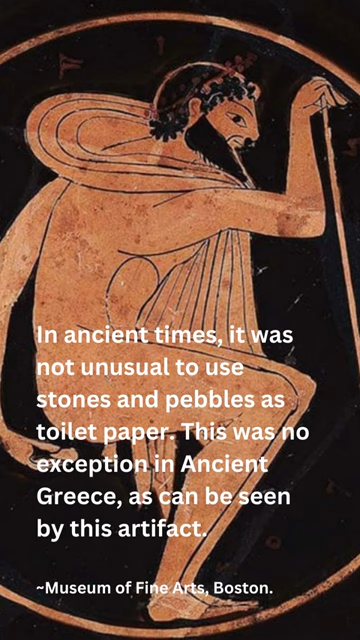 In ancient times, it was
not unusual to use
stones and pebbles as
toilet paper. This was no
exception in Ancient
Greece, as can be seen
by this artifact.
~Museum of Fine Arts, Boston.